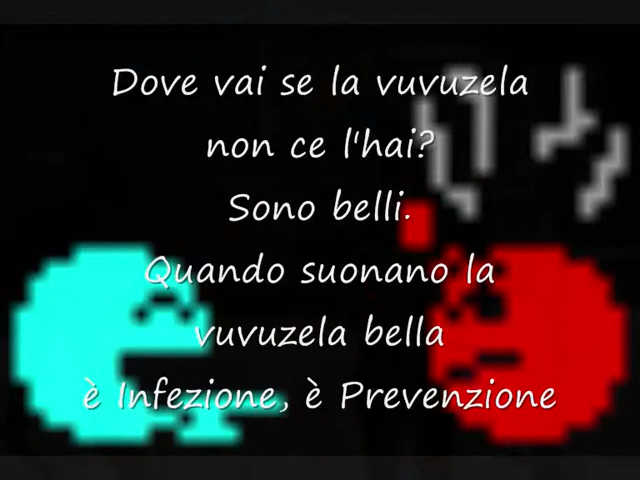 Dove vai se la vuvuzela
non ce l'hai?
Sono belli.
Quando suonano la
vuvuzela bella
è Infezione, è Prevenzione